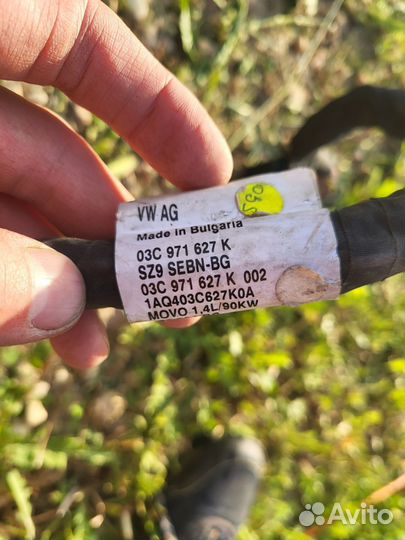 VW AG
Made in Bulgaria
03C 971 627 K
SZ9 SEBN-BG
03C 971 627 K 002
1AQ403C627K0A
MOVO 1,4L/90KW
Avito